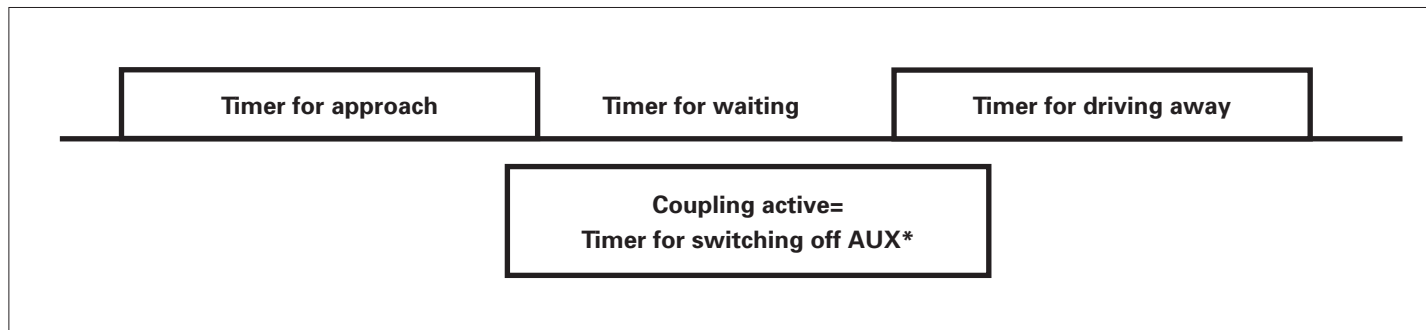 Timer for approach
Timer for waiting
Timer for driving away
Coupling active=
Timer for switching off AUX*